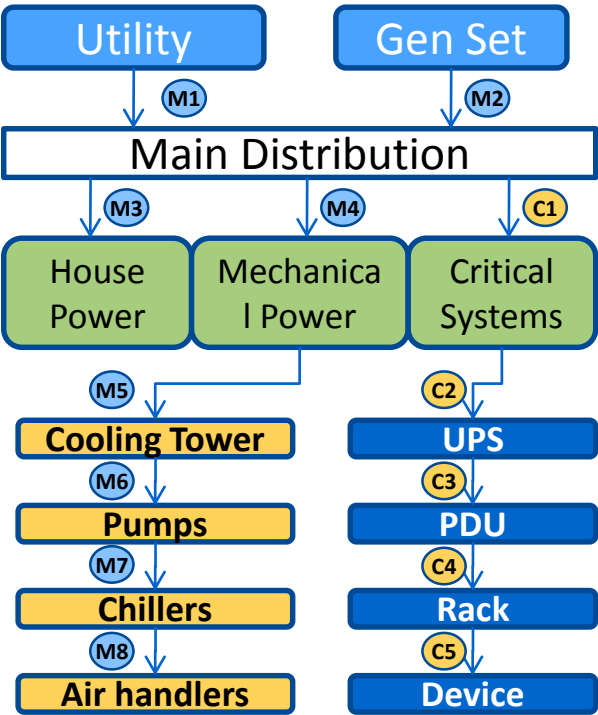 Utility
Gen Set
M1
M2
Main Distribution
M3
M4
C1
House
Power
Mechanica
l Power
Critical
Systems
M5
C2
Cooling Tower
UPS
M6
C3
Pumps
PDU
M7
C4
Chillers
Rack
M8
C5
Air handlers
Device